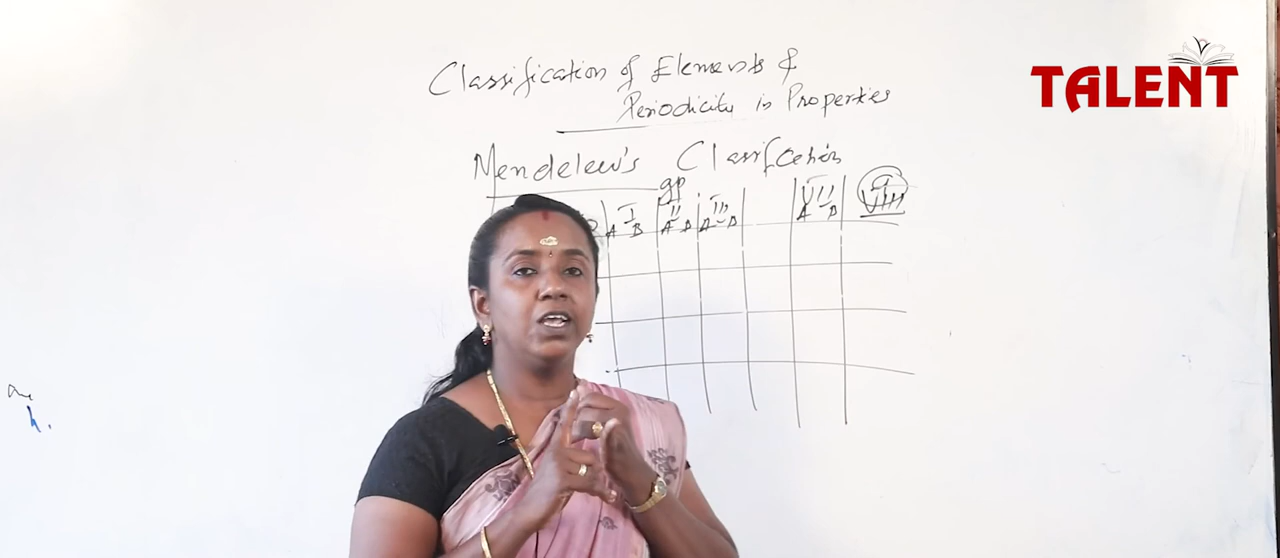 TALENT
Classification of Elements &
Periodicity in Properties
Mendeleev's Classification
gp
I II III VII VIII
A B A B A B A B